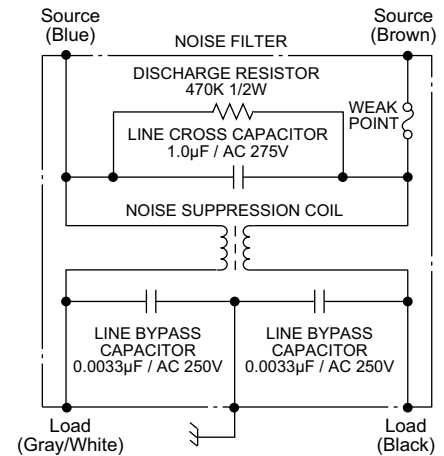 Source
(Blue)
Source
(Brown)
NOISE FILTER
DISCHARGE RESISTOR
470K 1/2W
WEAK
POINT
LINE CROSS CAPACITOR
1.0µF / AC 275V
NOISE SUPPRESSION COIL
LINE BYPASS
CAPACITOR
0.0033µF / AC 250V
LINE BYPASS
CAPACITOR
0.0033µF / AC 250V
Load
(Gray/White)
Load
(Black)